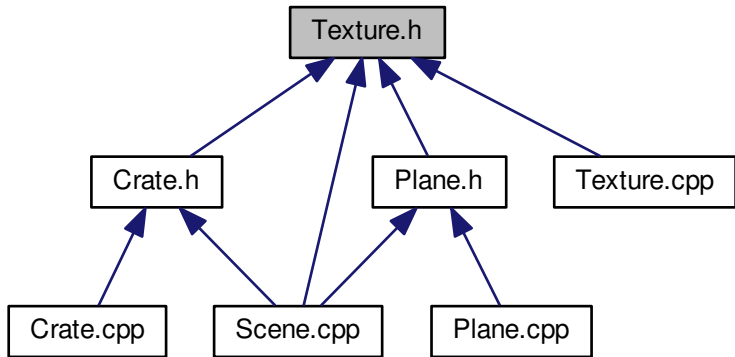 Texture.h
Crate.h
Plane.h
Texture.cpp
Crate.cpp
Scene.cpp
Plane.cpp